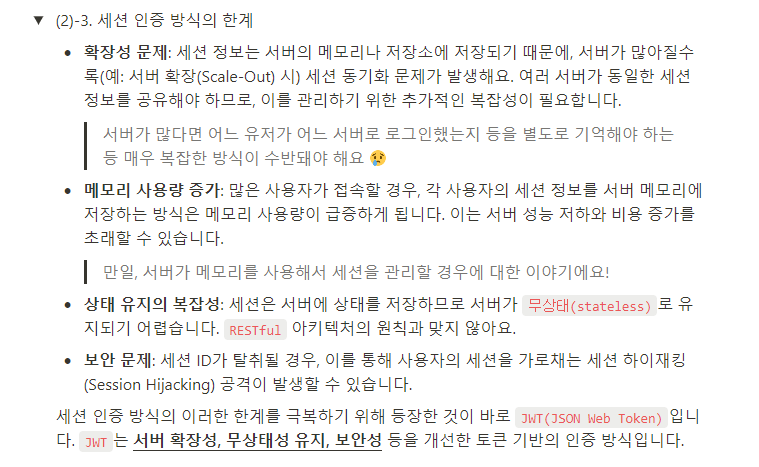 ▼ (2)-3. 세션 인증 방식의 한계
• 확장성 문제: 세션 정보는 서버의 메모리나 저장소에 저장되기 때문에, 서버가 많아질수
록(예: 서버 확장(Scale-Out) 시) 세션 동기화 문제가 발생해요. 여러 서버가 동일한 세션
정보를 공유해야 하므로, 이를 관리하기 위한 추가적인 복잡성이 필요합니다.
서버가 많다면 어느 유저가 어느 서버로 로그인했는지 등을 별도로 기억해야 하는
등 매우 복잡한 방식이 수반돼야 해요 😢
• 메모리 사용량 증가: 많은 사용자가 접속할 경우, 각 사용자의 세션 정보를 서버 메모리에
저장하는 방식은 메모리 사용량이 급증하게 됩니다. 이는 서버 성능 저하와 비용 증가를
초래할 수 있습니다.
만일, 서버가 메모리를 사용해서 세션을 관리할 경우에 대한 이야기에요!
• 상태 유지의 복잡성: 세션은 서버에 상태를 저장하므로 서버가 무상태(stateless) 로 유
지되기 어렵습니다. RESTful 아키텍처의 원칙과 맞지 않아요.
• 보안 문제: 세션 ID가 탈취될 경우, 이를 통해 사용자의 세션을 가로채는 세션 하이재킹
(Session Hijacking) 공격이 발생할 수 있습니다.
세션 인증 방식의 이러한 한계를 극복하기 위해 등장한 것이 바로 JWT(JSON Web Token) 입니
다. JWT 는 서버 확장성, 무상태성 유지, 보안성 등을 개선한 토큰 기반의 인증 방식입니다.